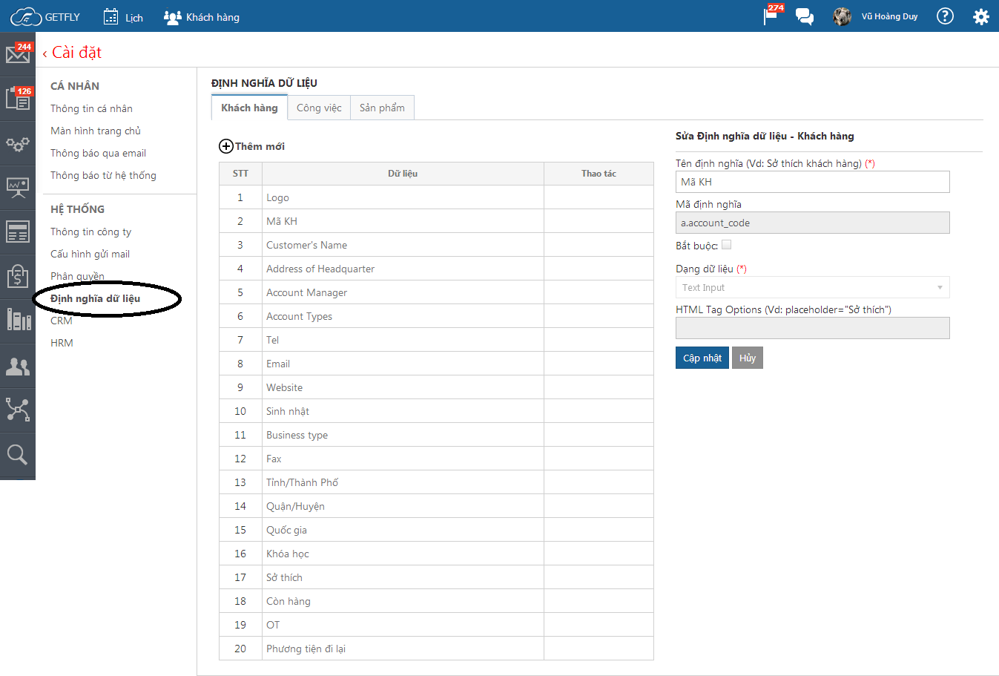 GETFLY Lịch Khách hàng 274 Vũ Hoàng Duy ?
244
126
‹ Cài đặt
CÁ NHÂN
Thông tin cá nhân
Màn hình trang chủ
Thông báo qua email
Thông báo từ hệ thống
HỆ THỐNG
Thông tin công ty
Cấu hình gửi mail
Phân quyền
Định nghĩa dữ liệu
CRM
HRM
ĐỊNH NGHĨA DỮ LIỆU
Khách hàng Công việc Sản phẩm
Thêm mới
STT Dữ liệu Thao tác
1 Logo
2 Mã KH
3 Customer's Name
4 Address of Headquarter
5 Account Manager
6 Account Types
7 Tel
8 Email
9 Website
10 Sinh nhật
11 Business type
12 Fax
13 Tỉnh/Thành Phố
14 Quận/Huyện
15 Quốc gia
16 Khóa học
17 Sở thích
18 Còn hàng
19 OT
20 Phương tiện đi lại
Sửa Định nghĩa dữ liệu - Khách hàng
Tên định nghĩa (Vd: Sở thích khách hàng) (*)
Mã KH
Mã định nghĩa
a.account_code
Bắt buộc:
Dạng dữ liệu (*)
Text Input
HTML Tag Options (Vd: placeholder="Sở thích")
Cập nhật Hủy